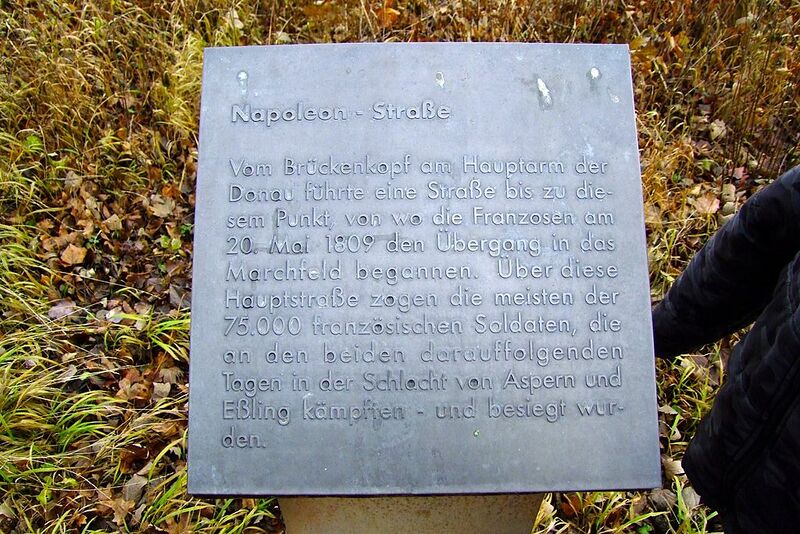 Napoleon - Straße
Vom Brückenkopf am Hauptarm der
Donau führte eine Straße bis zu die-
sem Punkt, von wo die Franzosen am
20. Mai 1809 den Übergang in das
Marchfeld begannen. Über diese
Hauptstraße zogen die meisten der
75.000 französischen Soldaten, die
an den beiden darauffolgenden
Tagen in der Schlacht von Aspern und
Eßling kämpften - und besiegt wur-
den.